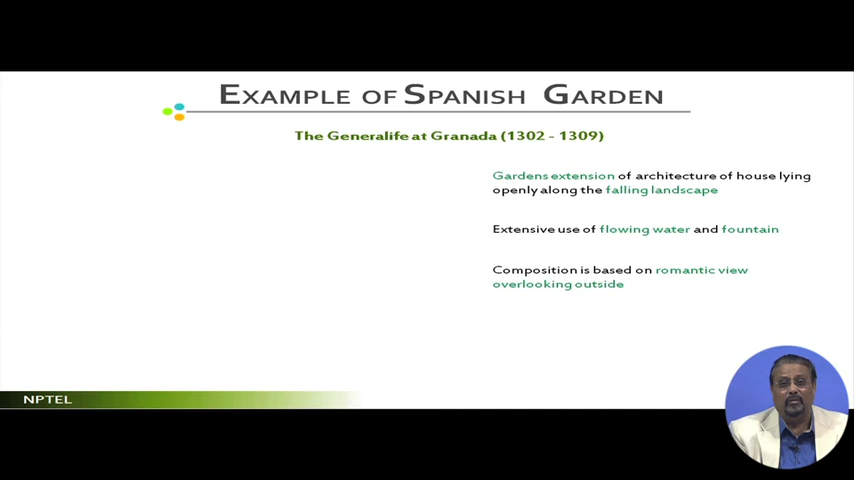 EXAMPLE OF SPANISH GARDEN
The Generalife at Granada (1302 - 1309)
Gardens extension of architecture of house lying
openly along the falling landscape
Extensive use of flowing water and fountain
Composition is based on romantic view
overlooking outside
NPTEL